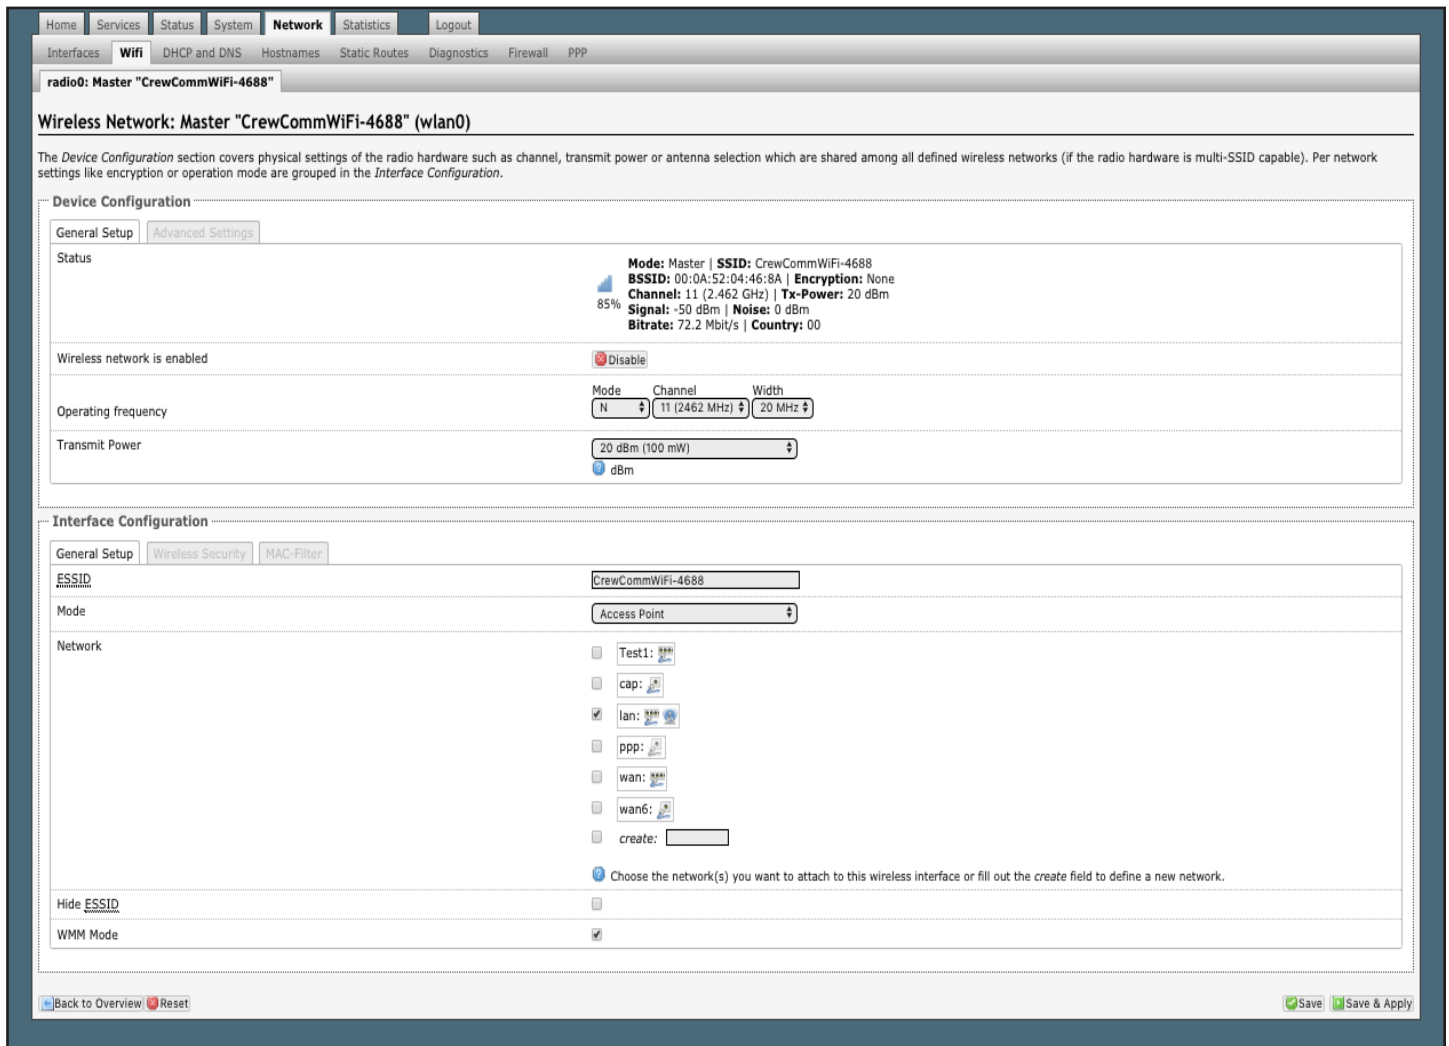 Home Services Status System Network Statistics Logout
Interfaces Wifi DHCP and DNS Hostnames Static Routes Diagnostics Firewall PPP
radio0: Master "CrewCommWiFi-4688"
Wireless Network: Master "CrewCommWiFi-4688" (wlan0)
The Device Configuration section covers physical settings of the radio hardware such as channel, transmit power or antenna selection which are shared among all defined wireless networks (if the radio hardware is multi-SSID capable). Per network
settings like encryption or operation mode are grouped in the Interface Configuration.
Device Configuration
General Setup Advanced Settings
Status
Mode: Master | SSID: CrewCommWiFi-4688
BSSID: 00:0A:52:04:46:8A | Encryption: None
Channel: 11 (2.462 GHz) | Tx-Power: 20 dBm
85% Signal: -50 dBm | Noise: 0 dBm
Bitrate: 72.2 Mbit/s | Country: 00
Wireless network is enabled Disable
Mode Channel Width
Operating frequency N 11 (2462 MHz) 20 MHz
Transmit Power 20 dBm (100 mW)
dBm
Interface Configuration
General Setup Wireless Security MAC-Filter
ESSID CrewCommWiFi-4688
Mode Access Point
Network
Test1:
cap:
lan:
ppp:
wan:
wan6:
create:
Choose the network(s) you want to attach to this wireless interface or fill out the create field to define a new network.
Hide ESSID
WMM Mode
Back to Overview Reset Save Save & Apply